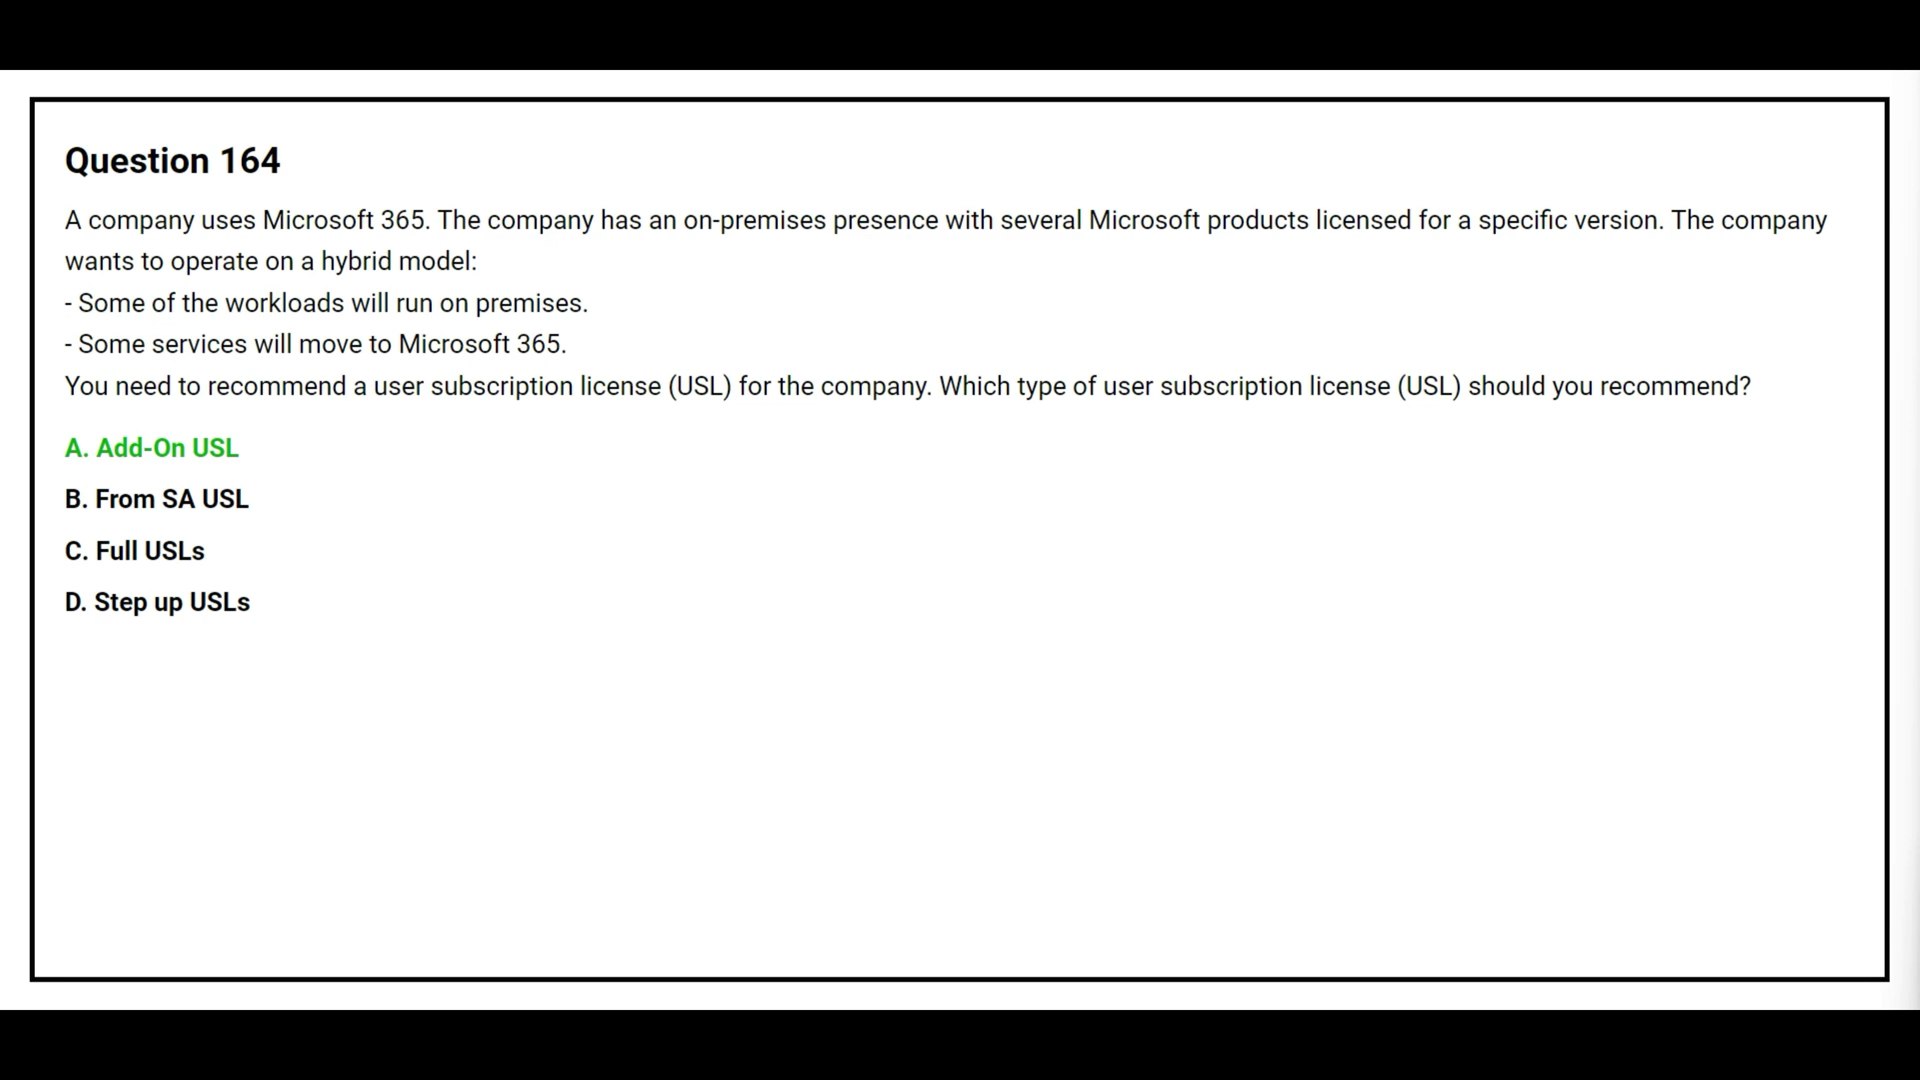 Question 164
A company uses Microsoft 365. The company has an on-premises presence with several Microsoft products licensed for a specific version. The company
wants to operate on a hybrid model:
- Some of the workloads will run on premises.
- Some services will move to Microsoft 365.
You need to recommend a user subscription license (USL) for the company. Which type of user subscription license (USL) should you recommend?
A. Add-On USL
B. From SA USL
C. Full USLs
D. Step up USLs